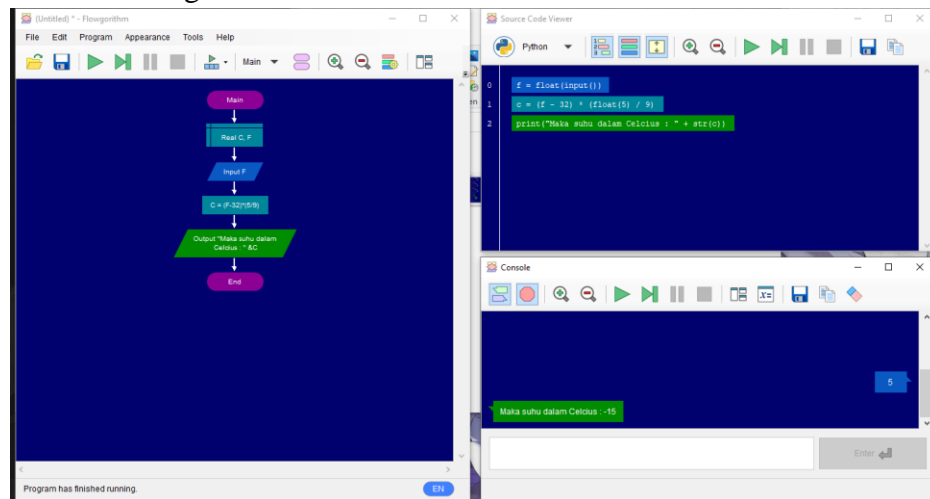 (Untitled) * - Flowgorithm
File Edit Program Appearance Tools Help
Main
Main
Real C, F
Input F
C = (F-32)*(5/9)
Output "Maka suhu dalam
Celcius : " &C
End
Program has finished running.
EN
Source Code Viewer
Python
0 f = float(input())
1 c = (f - 32) * (float(5) / 9)
2 print("Maka suhu dalam Celcius : " + str(c))
Console
x=
5
Maka suhu dalam Celcius : -15
Enter